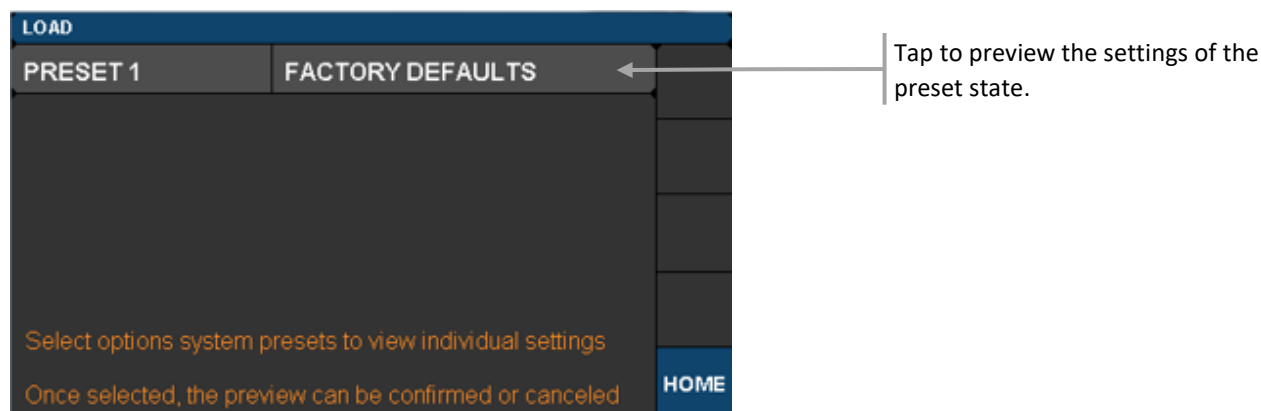 LOAD
PRESET 1 FACTORY DEFAULTS
Tap to preview the settings of the
preset state.
Select options system presets to view individual settings
Once selected, the preview can be confirmed or canceled
HOME